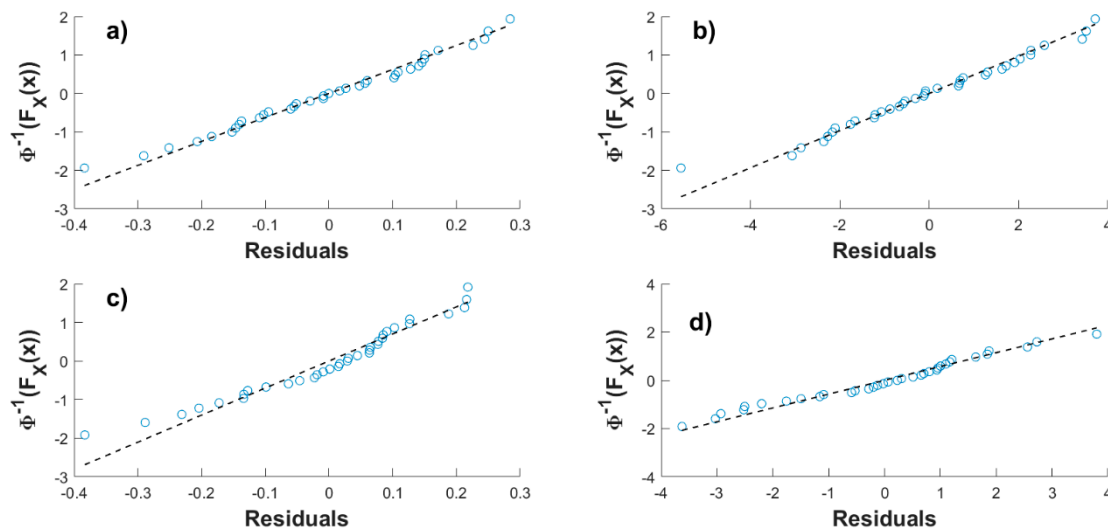 a)
Φ⁻¹(F_X(x))
2
1
0
-1
-2
-3
-0.4 -0.3 -0.2 -0.1 0 0.1 0.2 0.3
Residuals
b)
Φ⁻¹(F_X(x))
2
1
0
-1
-2
-3
-6 -4 -2 0 2 4
Residuals
c)
Φ⁻¹(F_X(x))
2
1
0
-1
-2
-3
-0.4 -0.3 -0.2 -0.1 0 0.1 0.2 0.3
Residuals
d)
Φ⁻¹(F_X(x))
4
2
0
-2
-4
-4 -3 -2 -1 0 1 2 3 4
Residuals